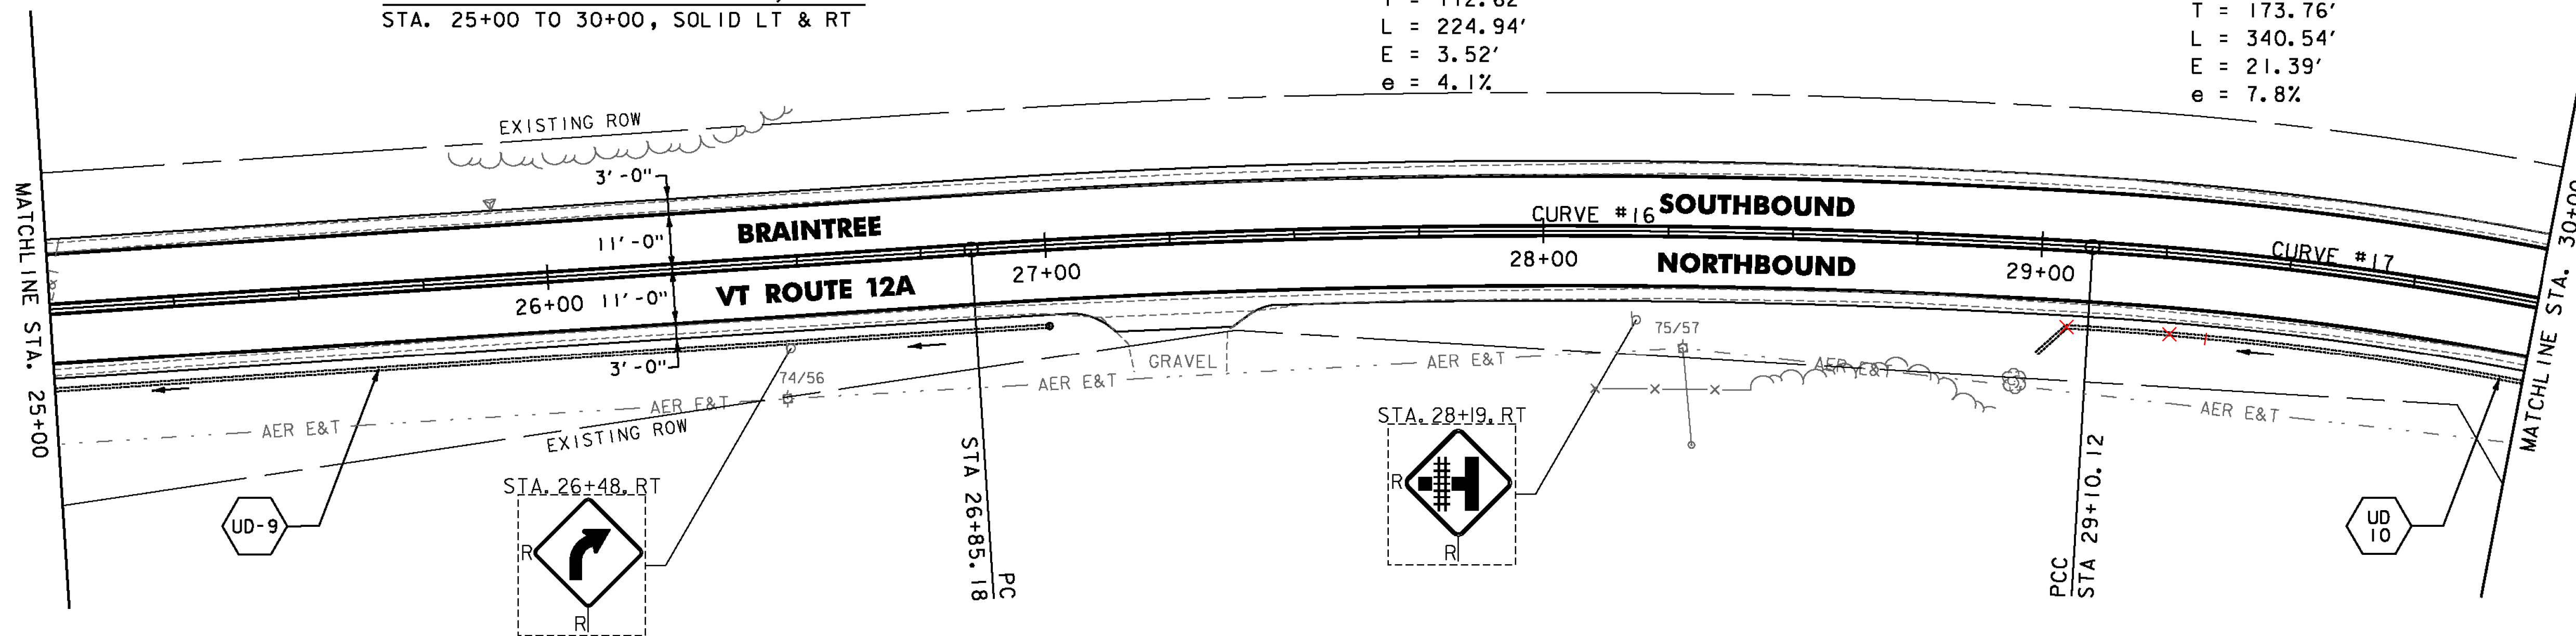 STA. 25+00 TO 30+00, SOLID LT & RT
L = 224.94'
E = 3.52'
e = 4.1%
T = 173.76'
L = 340.54'
E = 21.39'
e = 7.8%
EXISTING ROW
MATCHLINE STA. 25+00
3'-0"
11'-0"
BRAINTREE
CURVE #16
SOUTHBOUND
26+00
11'-0"
VT ROUTE 12A
27+00
28+00
NORTHBOUND
29+00
CURVE #17
MATCHLINE STA. 30+00
3'-0"
74/56
GRAVEL
75/57
AER E&T
AER E&T
AER E&T
AER E&T
AER E&T
AER E&T
EXISTING ROW
STA. 26+48, RT
STA. 28+19, RT
UD-9
R
R
STA 26+85.18
PC
R
R
PCC
STA 29+10.12
UD
10